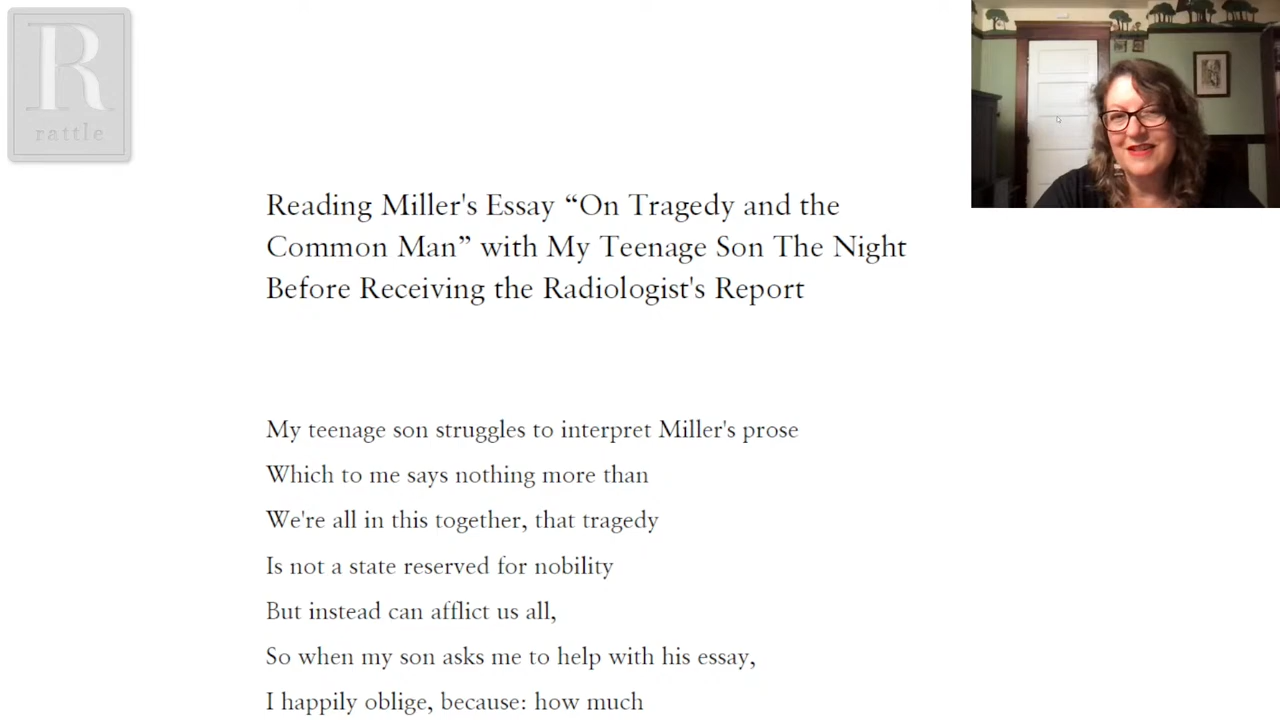 R
rattle
Reading Miller's Essay “On Tragedy and the
Common Man” with My Teenage Son The Night
Before Receiving the Radiologist's Report
My teenage son struggles to interpret Miller's prose
Which to me says nothing more than
We're all in this together, that tragedy
Is not a state reserved for nobility
But instead can afflict us all,
So when my son asks me to help with his essay,
I happily oblige, because: how much